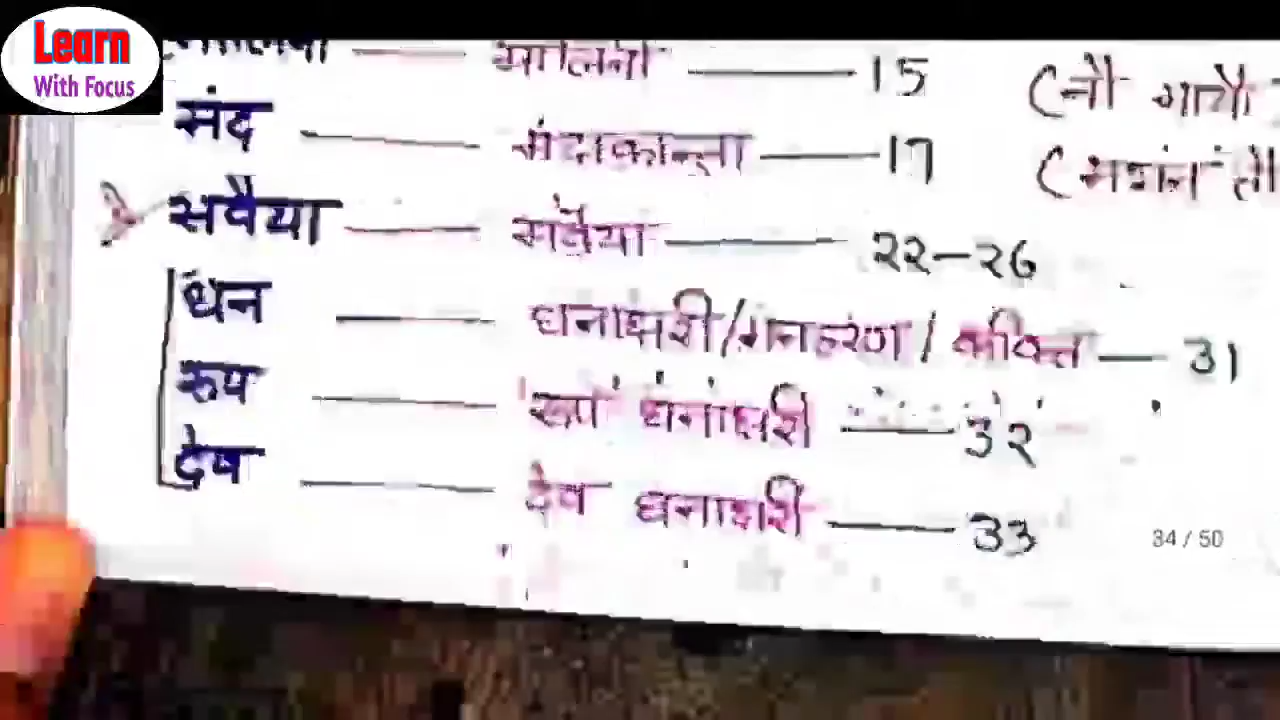 Learn
With Focus
मालिनी — 15
मंद — मंदाक्रान्ता — 17
सवैया — सवैया — २२-२6
घन — घनाक्षरी/मनहरण/कवित्त — 31
रुप — रुप घनाक्षरी — 3२
देव — देव घनाक्षरी — 33
34 / 50